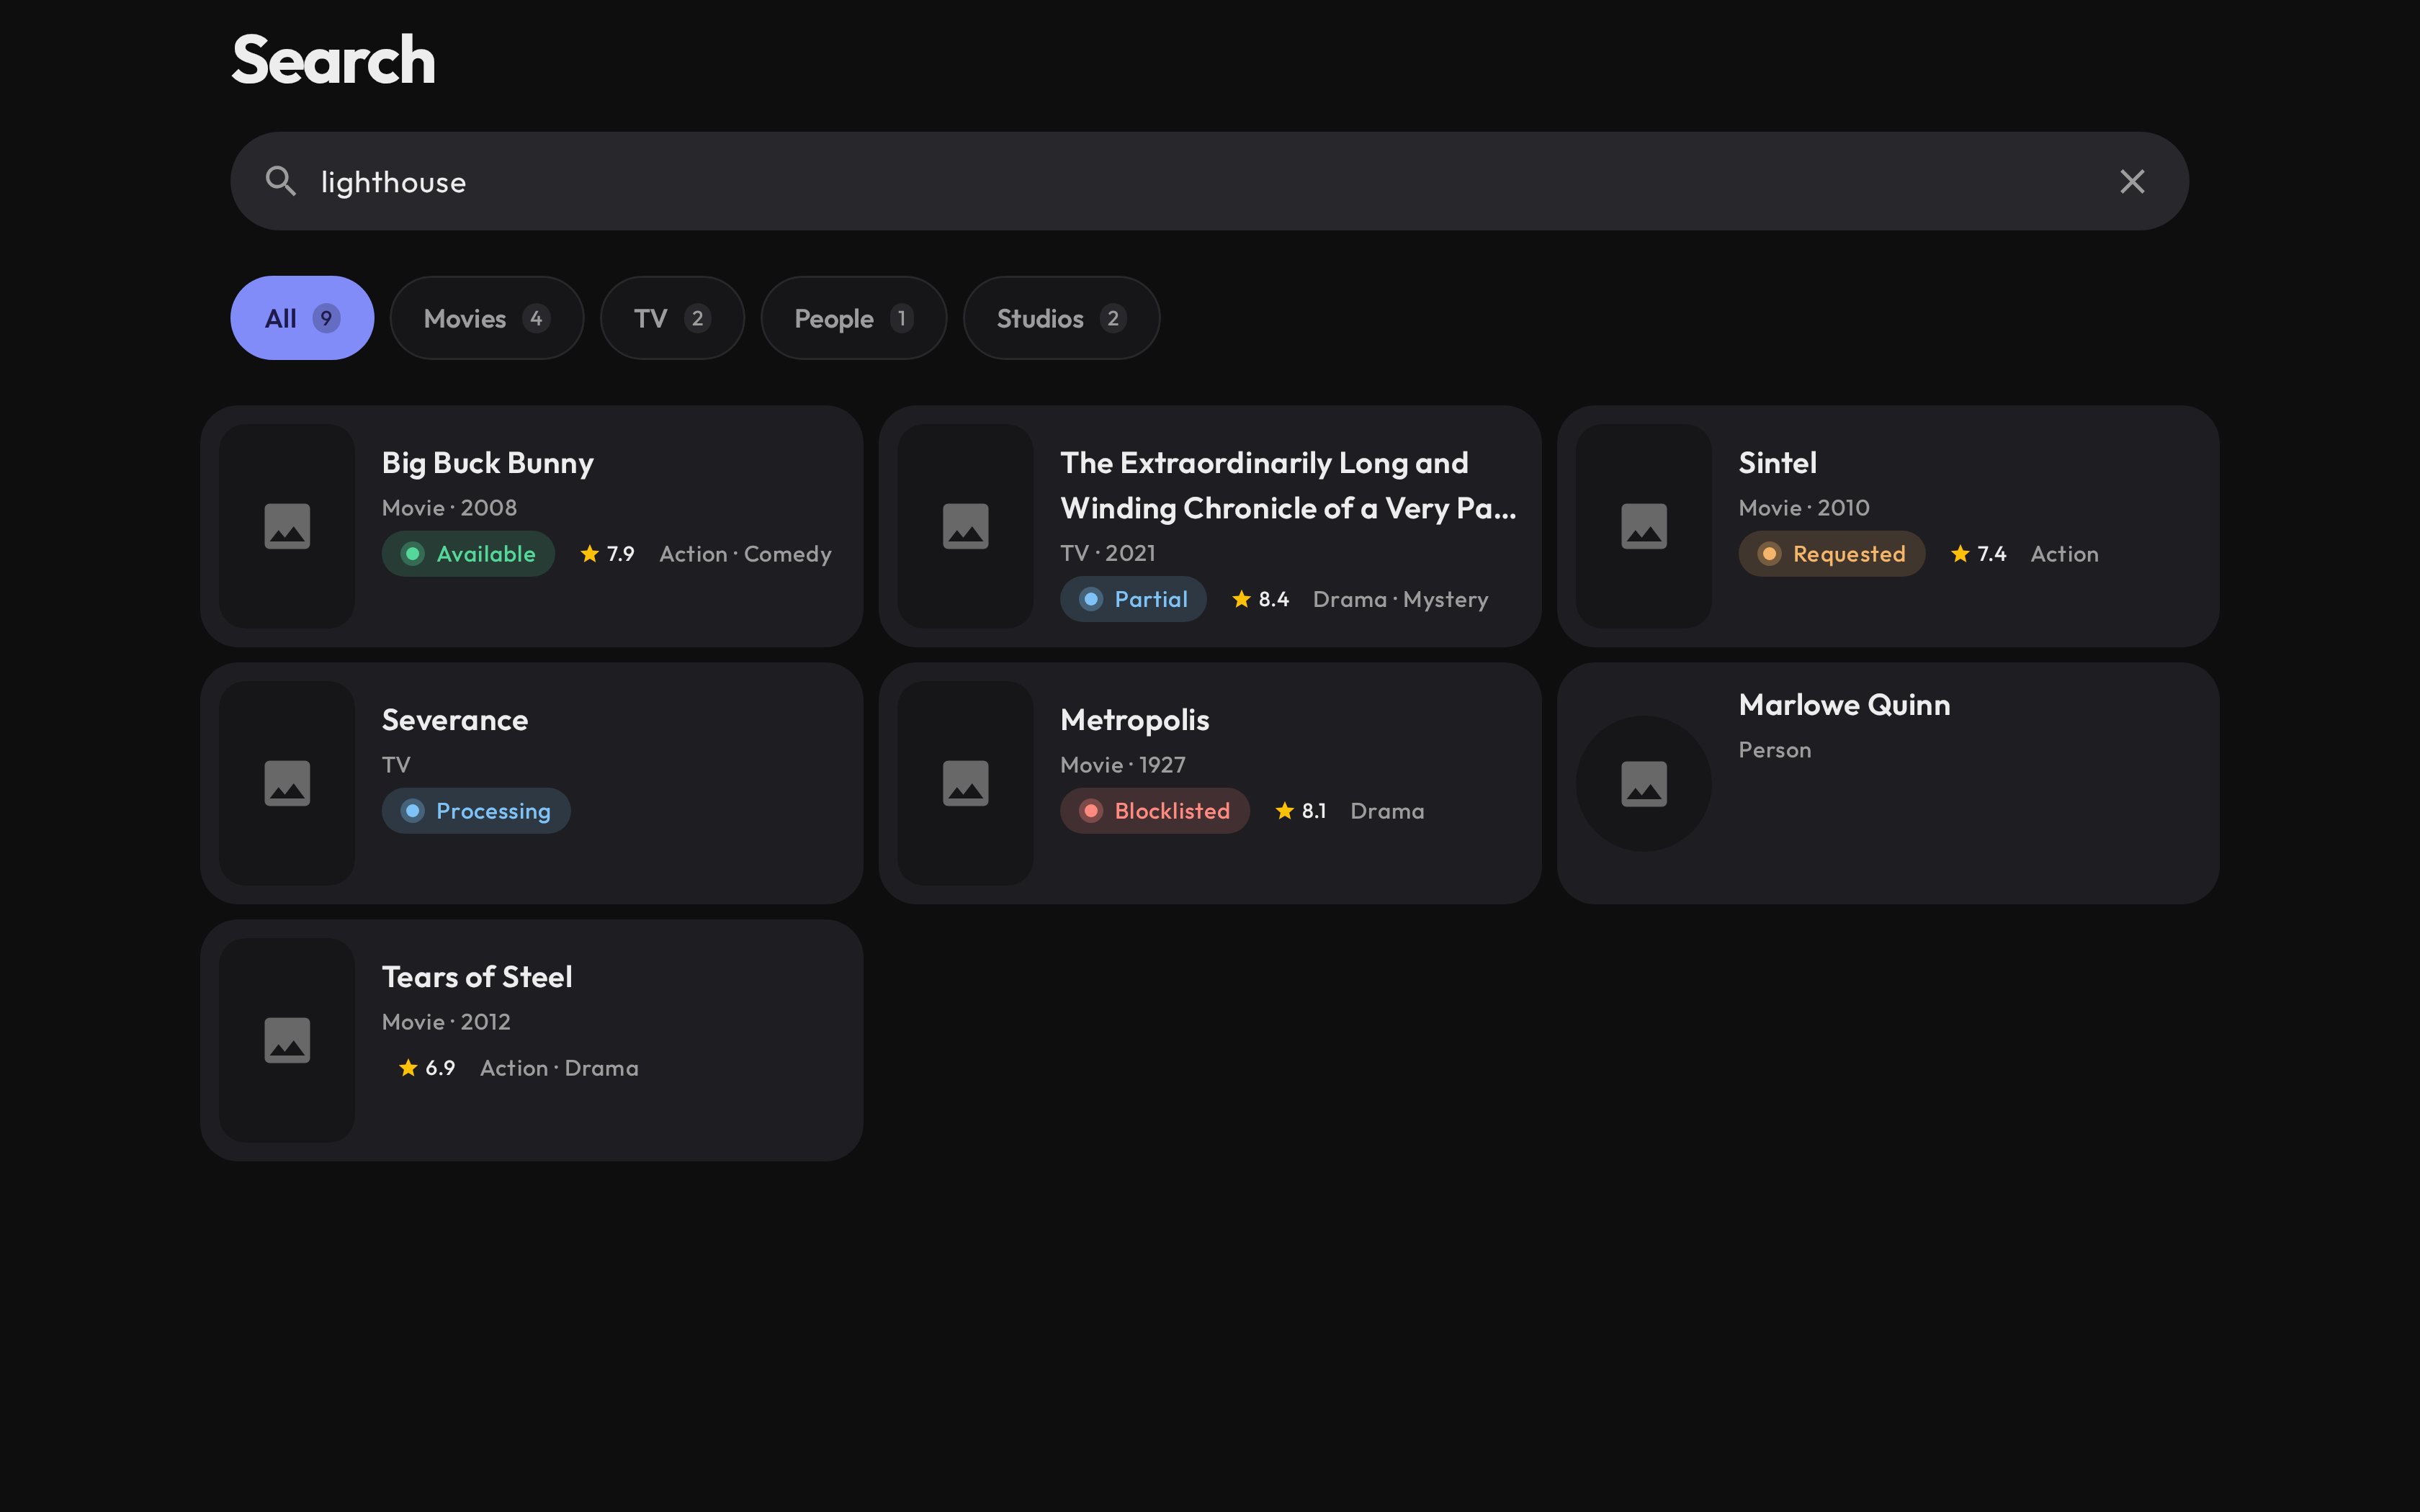 Search
lighthouse
All 9
Movies 4
TV 2
People 1
Studios 2
Big Buck Bunny
Movie · 2008
Available 7.9 Action · Comedy
The Extraordinarily Long and
Winding Chronicle of a Very Pa...
TV · 2021
Partial 8.4 Drama · Mystery
Sintel
Movie · 2010
Requested 7.4 Action
Severance
TV
Processing
Metropolis
Movie · 1927
Blocklisted 8.1 Drama
Marlowe Quinn
Person
Tears of Steel
Movie · 2012
6.9 Action · Drama